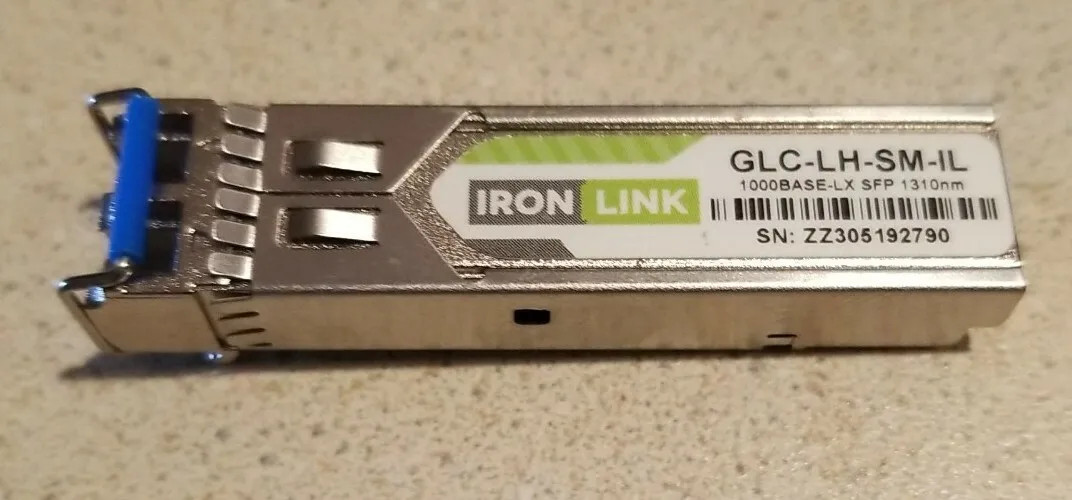 IRON LINK
GLC-LH-SM-IL
1000BASE-LX SFP 1310nm
SN: ZZ305192790